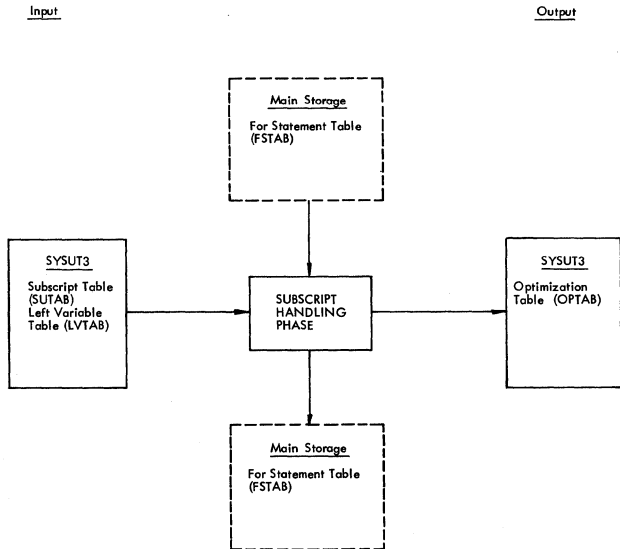 Input
Output
Main Storage
For Statement Table
(FSTAB)
SYSUT3
Subscript Table
(SUTAB)
Left Variable
Table (LVTAB)
SUBSCRIPT
HANDLING
PHASE
SYSUT3
Optimization
Table (OPTAB)
Main Storage
For Statement Table
(FSTAB)